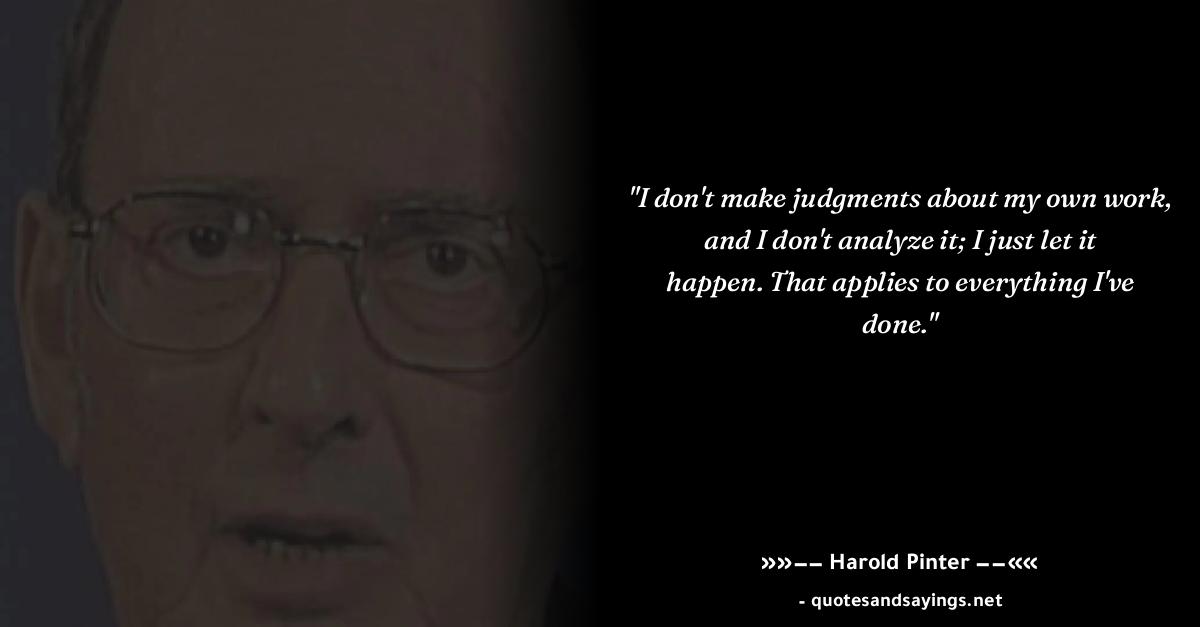 "I don't make judgments about my own work,
and I don't analyze it; I just let it
happen. That applies to everything I've
done."
»»−− Harold Pinter −−««
- quotesandsayings.net